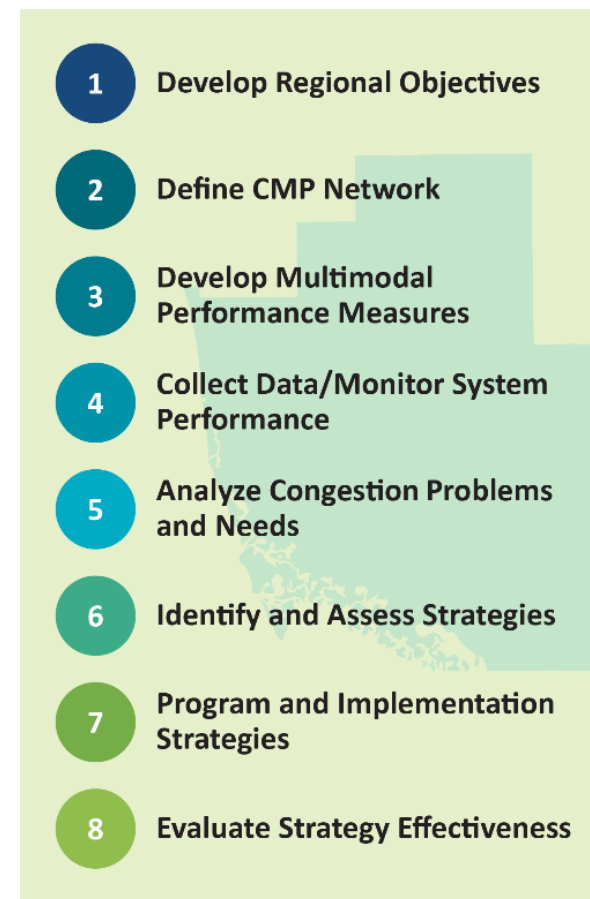 1
Develop Regional Objectives
2
Define CMP Network
3
Develop Multimodal
Performance Measures
4
Collect Data/Monitor System
Performance
5
Analyze Congestion Problems
and Needs
6
Identify and Assess Strategies
7
Program and Implementation
Strategies
8
Evaluate Strategy Effectiveness